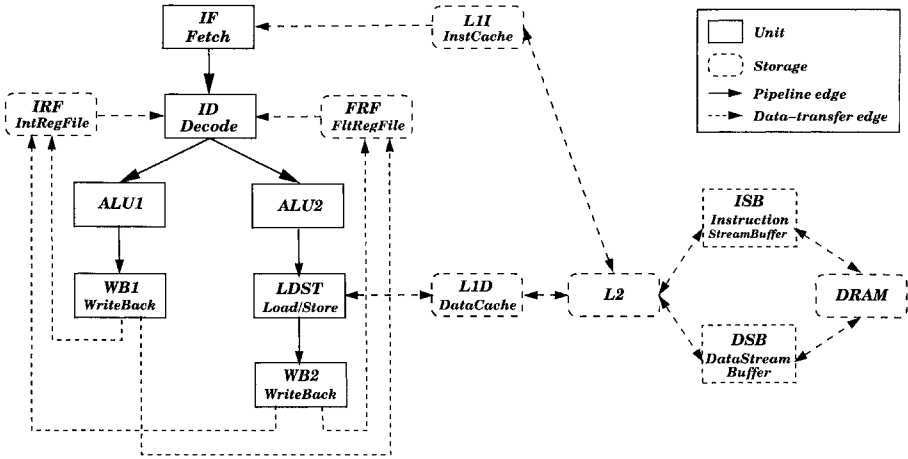 IF
Fetch
L1I
InstCache
Unit
Storage
Pipeline edge
Data-transfer edge
IRF
IntRegFile
ID
Decode
FRF
FltRegFile
ALU1
ALU2
ISB
Instruction
StreamBuffer
WB1
WriteBack
LDST
Load/Store
L1D
DataCache
L2
DRAM
DSB
DataStream
Buffer
WB2
WriteBack